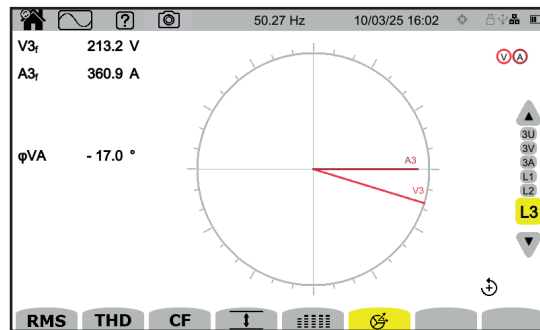 ? 50.27 Hz 10/03/25 16:02
V3f 213.2 V
A3f 360.9 A
V A
φVA - 17.0 °
A3
V3
3U
3V
3A
L1
L2
L3
+
RMS THD CF